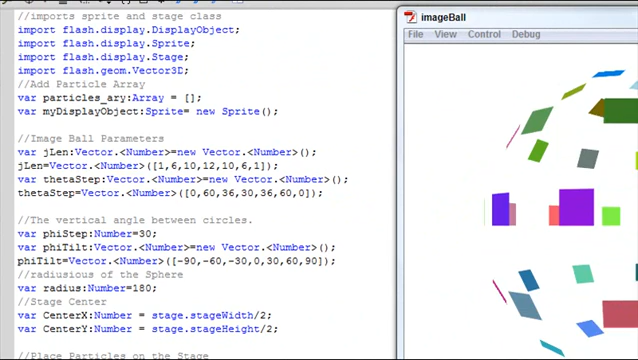 //imports sprite and stage class
import flash.display.DisplayObject;
import flash.display.Sprite;
import flash.display.Stage;
import flash.geom.Vector3D;
//Add Particle Array
var particles_ary:Array = [];
var myDisplayObject:Sprite= new Sprite();
//Image Ball Parameters
var jLen:Vector.<Number>=new Vector.<Number>();
jLen=Vector.<Number>([1,6,10,12,10,6,1]);
var thetaStep:Vector.<Number>=new Vector.<Number>();
thetaStep=Vector.<Number>([0,60,36,30,36,60,0]);
//The vertical angle between circles.
var phiStep:Number=30;
var phiTilt:Vector.<Number>=new Vector.<Number>();
phiTilt=Vector.<Number>([-90,-60,-30,0,30,60,90]);
//radiusious of the Sphere
var radius:Number=180;
//Stage Center
var CenterX:Number = stage.stageWidth/2;
var CenterY:Number = stage.stageHeight/2;
//Place Particles on the Stage
imageBall
File View Control Debug